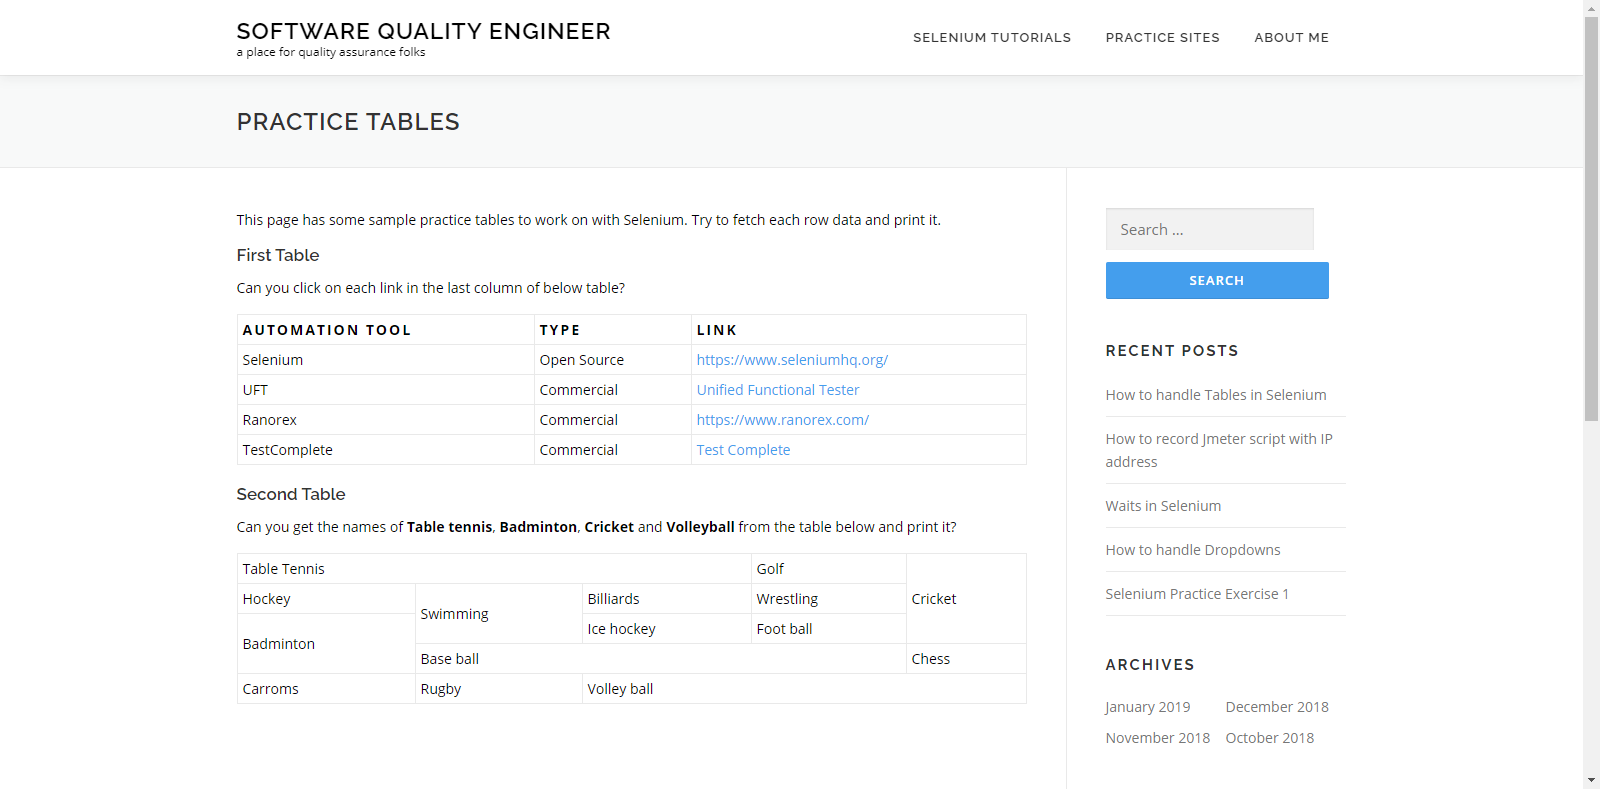 SOFTWARE QUALITY ENGINEER
a place for quality assurance folks
SELENIUM TUTORIALS PRACTICE SITES ABOUT ME
PRACTICE TABLES
This page has some sample practice tables to work on with Selenium. Try to fetch each row data and print it.
First Table
Can you click on each link in the last column of below table?
AUTOMATION TOOL TYPE LINK
Selenium Open Source https://www.seleniumhq.org/
UFT Commercial Unified Functional Tester
Ranorex Commercial https://www.ranorex.com/
TestComplete Commercial Test Complete
Second Table
Can you get the names of Table tennis, Badminton, Cricket and Volleyball from the table below and print it?
Table Tennis Golf
Hockey Billiards Wrestling Cricket
Swimming
Ice hockey Foot ball
Badminton
Base ball Chess
Carroms Rugby Volley ball
Search ...
SEARCH
RECENT POSTS
How to handle Tables in Selenium
How to record Jmeter script with IP
address
Waits in Selenium
How to handle Dropdowns
Selenium Practice Exercise 1
ARCHIVES
January 2019 December 2018
November 2018 October 2018